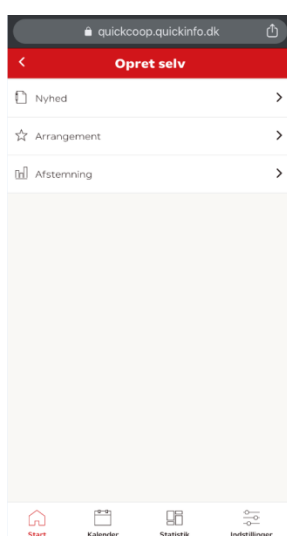 quickcoop.quickinfo.dk
Opret selv
Nyhed
Arrangement
Afstemning
Start Kalender Statistik Indstillinger